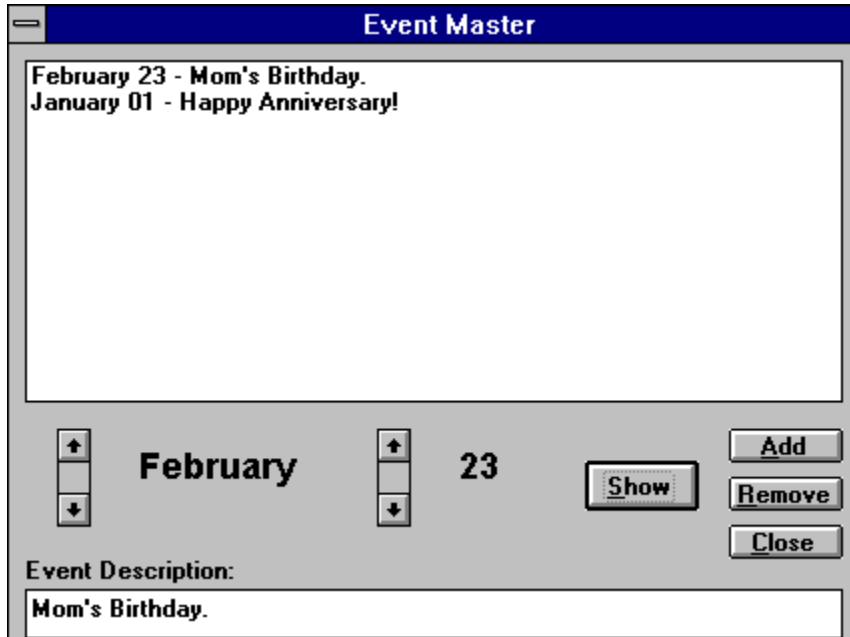 Event Master
February 23 - Mom's Birthday.
January 01 - Happy Anniversary!
February
23
Show
Add
Remove
Close
Event Description:
Mom's Birthday.